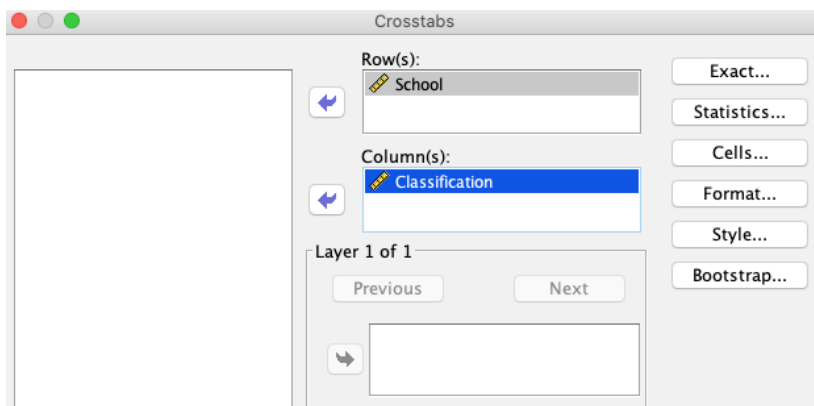 Crosstabs
Row(s):
School
Column(s):
Classification
Layer 1 of 1
Previous
Next
Exact...
Statistics...
Cells...
Format...
Style...
Bootstrap...